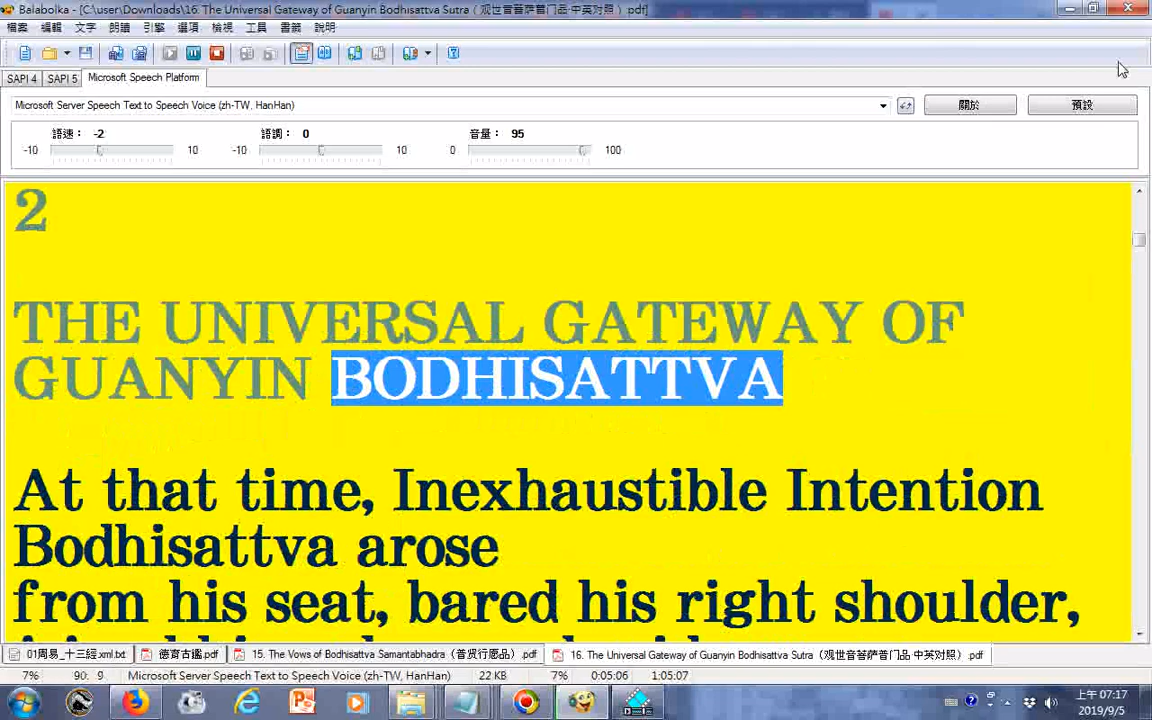 Balabolka - [C:\user\Downloads\16. The Universal Gateway of Guanyin Bodhisattva Sutra（观世音菩萨普门品·中英对照）.pdf]
檔案 編輯 文字 朗讀 引擎 選項 檢視 工具 書籤 說明
SAPI 4 SAPI 5 Microsoft Speech Platform
Microsoft Server Speech Text to Speech Voice (zh-TW, HanHan) 關於 預設
語速： -2 語調： 0 音量： 95
-10 10 -10 10 0 100
2
THE UNIVERSAL GATEWAY OF
GUANYIN BODHISATTVA
At that time, Inexhaustible Intention
Bodhisattva arose
from his seat, bared his right shoulder,
01周易_十三經.xml.txt 德育古鑑.pdf 15. The Vows of Bodhisattva Samantabhadra（普贤行愿品）.pdf 16. The Universal Gateway of Guanyin Bodhisattva Sutra（观世音菩萨普门品·中英对照）.pdf
7% 90: 9 Microsoft Server Speech Text to Speech Voice (zh-TW, HanHan) 22 KB 7% 0:05:06 1:05:07
上午 07:17
2019/9/5